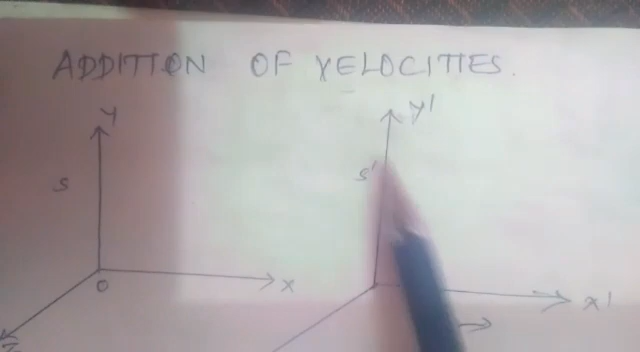 ADDITION OF VELOCITIES.
Y Y'
S S'
O X X'
Z